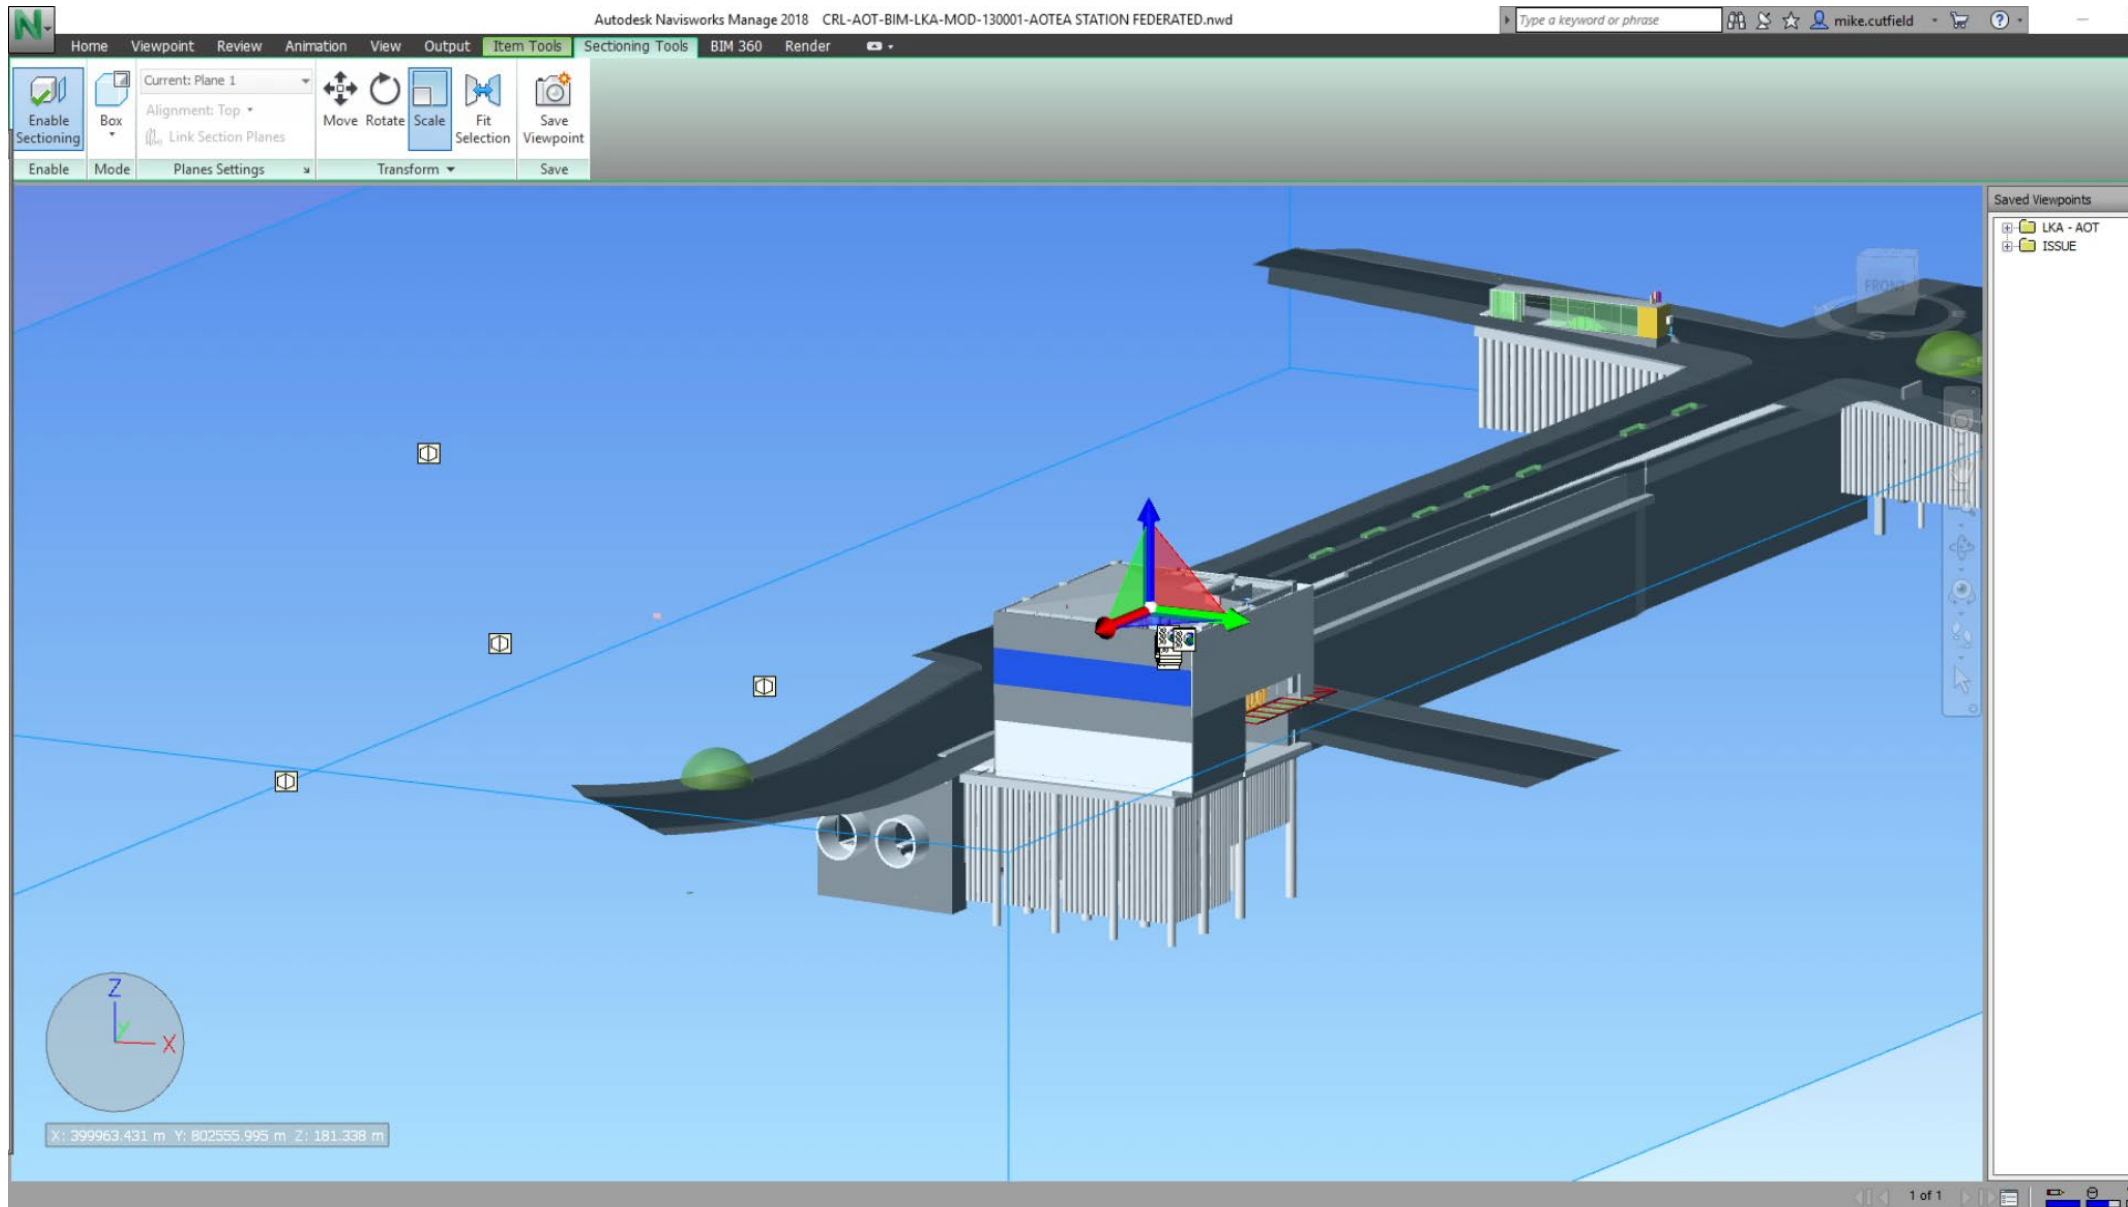 Autodesk Navisworks Manage 2018 CRL-AOT-BIM-LKA-MOD-130001-AOTEA STATION FEDERATED.nwd
Type a keyword or phrase
mike.cutfield
Home Viewpoint Review Animation View Output Item Tools Sectioning Tools BIM 360 Render
Enable Sectioning
Box
Current: Plane 1
Alignment: Top
Link Section Planes
Move Rotate Scale
Fit Selection
Save Viewpoint
Enable Mode Planes Settings Transform Save
Saved Viewpoints
LKA - AOT
ISSUE
FRONT
S
E
Z
Y
X
X: 399963.431 m Y: 802555.995 m Z: 181.338 m
1 of 1